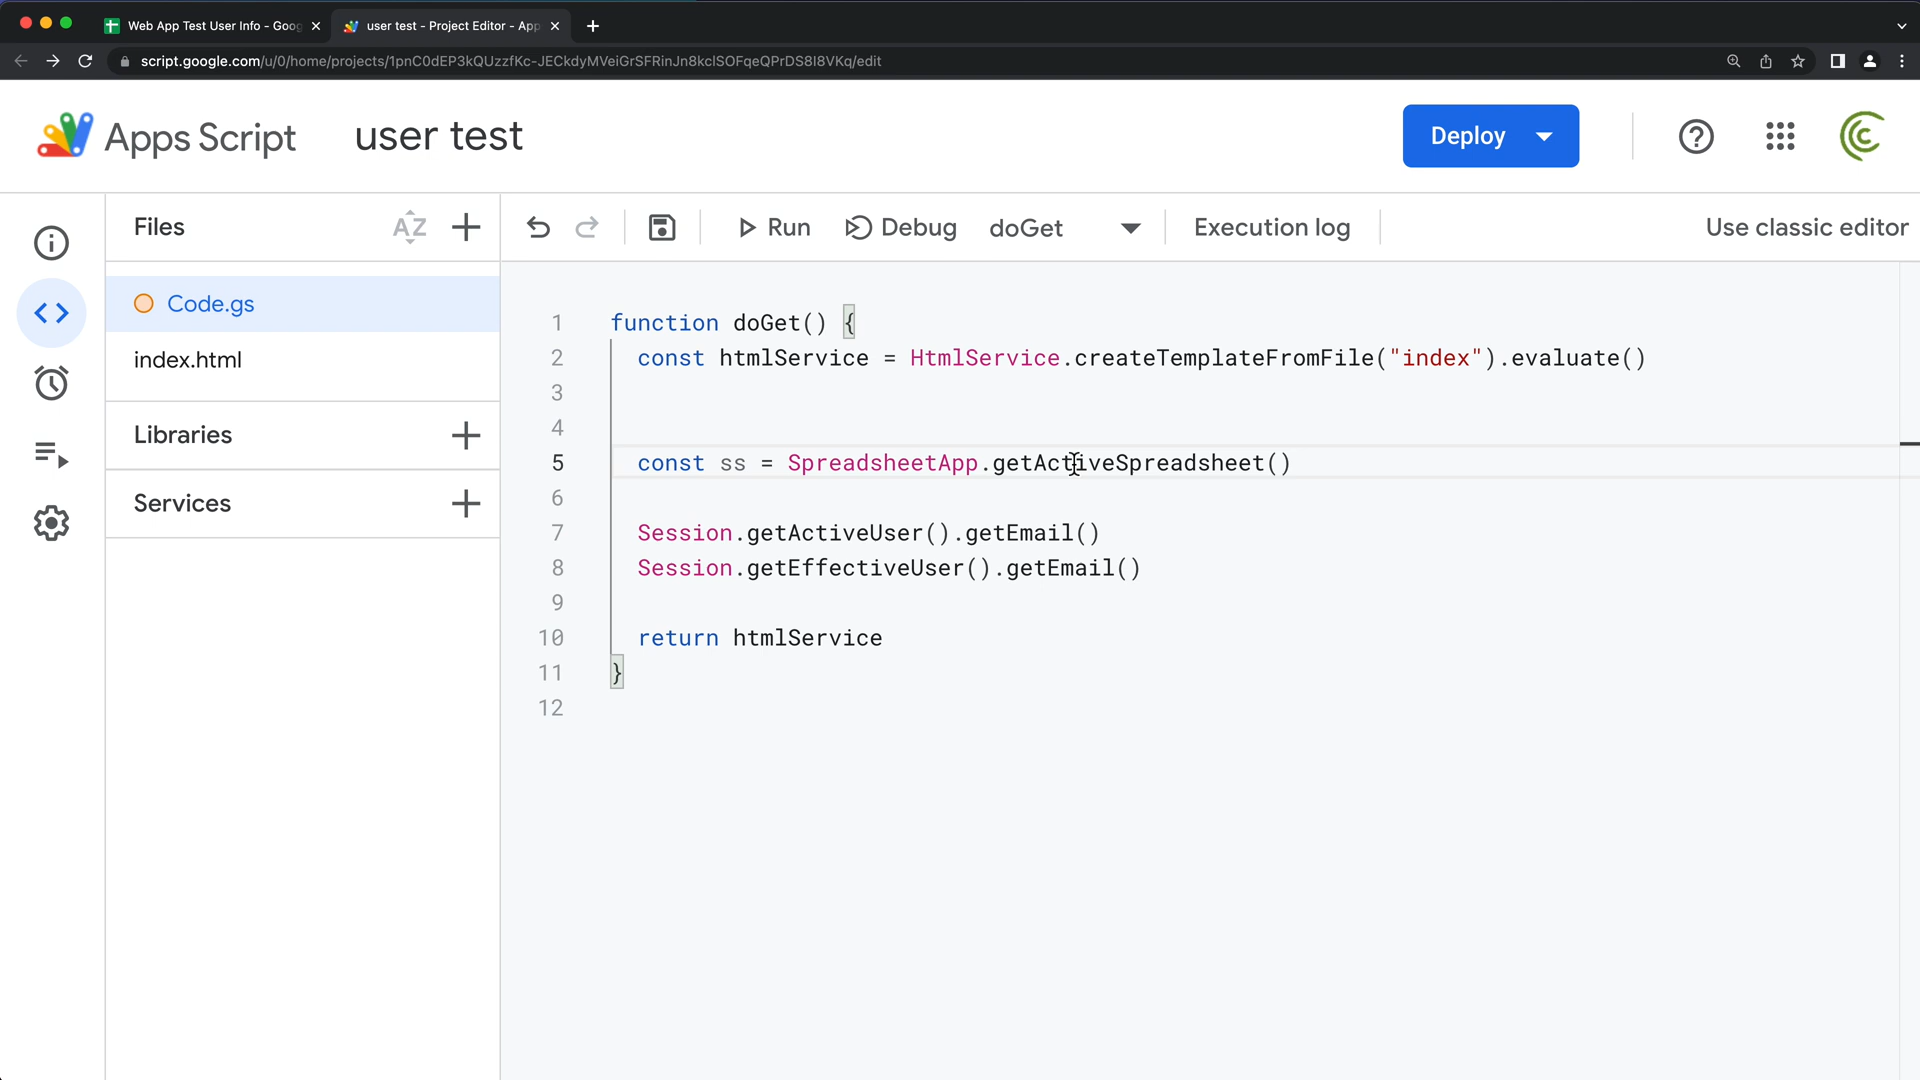 Web App Test User Info - Goog
user test - Project Editor - App
script.google.com/u/0/home/projects/1pnC0dEP3kQUzzfKc-JECkdyMVeiGrSFRinJn8kclSOFqeQPrDS8I8VKq/edit
Apps Script
user test
Deploy
Files
AZ
Run
Debug
doGet
Execution log
Use classic editor
Code.gs
index.html
Libraries
Services
1 function doGet() {
2 const htmlService = HtmlService.createTemplateFromFile("index").evaluate()
3
4
5 const ss = SpreadsheetApp.getActiveSpreadsheet()
6
7 Session.getActiveUser().getEmail()
8 Session.getEffectiveUser().getEmail()
9
10 return htmlService
11 }
12